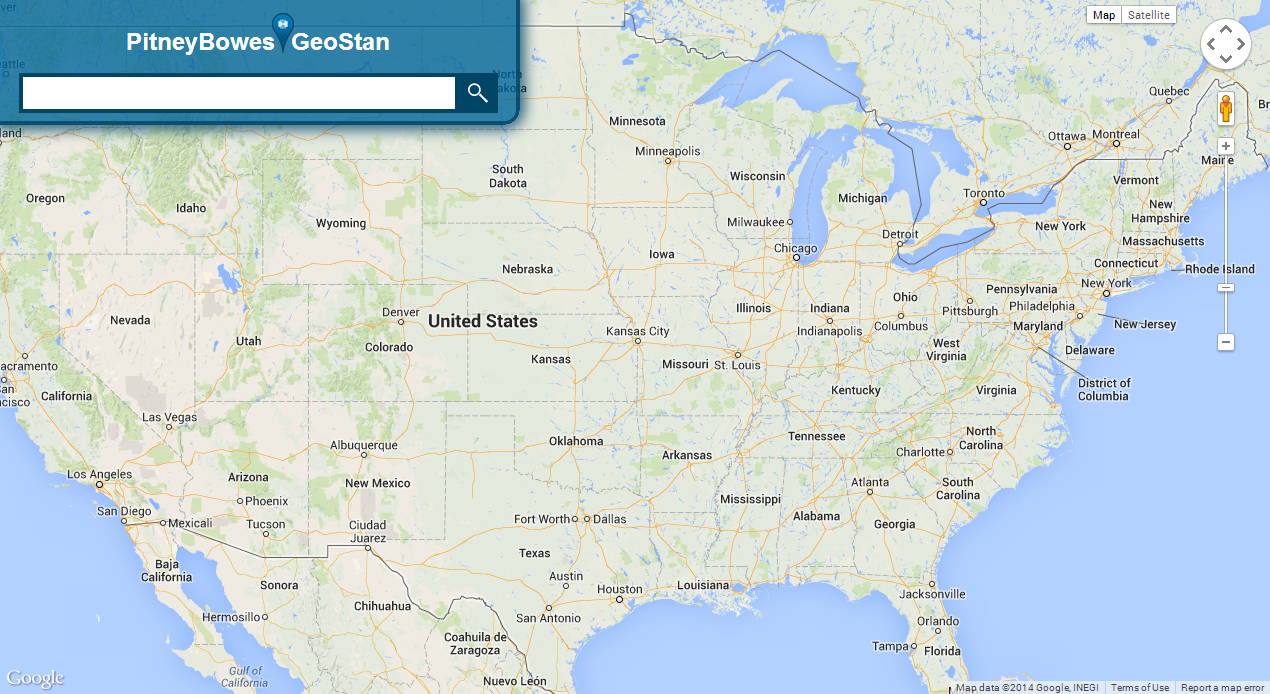 PitneyBowes GeoStan
Map Satellite
North
Dakota
Quebec
Minnesota
Ottawa Montreal
Minneapolis
Maine
South
Dakota
Wisconsin
Michigan
Vermont
Oregon
Idaho
Toronto
New
Hampshire
Wyoming
Milwaukee
New York
Detroit
Massachusetts
Chicago
Iowa
Connecticut
Rhode Island
Nebraska
New York
Pennsylvania
Ohio
Illinois
Indiana
Philadelphia
Pittsburgh
Denver
United States
Nevada
Kansas City
Indianapolis
Columbus
Maryland
New Jersey
Utah
Colorado
West
Virginia
Delaware
Kansas
Missouri
St. Louis
acramento
District of
Columbia
San
cisco
California
Kentucky
Virginia
Las Vegas
North
Carolina
Albuquerque
Oklahoma
Tennessee
Arkansas
Charlotte
Los Angeles
Arizona
New Mexico
Atlanta
South
Carolina
Phoenix
Mississippi
San Diego
Mexicali
Tucson
Ciudad
Juarez
Fort Worth
Dallas
Alabama
Georgia
Texas
Baja
California
Sonora
Austin
Houston
Louisiana
Jacksonville
Chihuahua
Hermosillo
San Antonio
Orlando
Coahuila de
Zaragoza
Tampa
Florida
Gulf of
California
Nuevo León
Google
Map data ©2014 Google, INEGI
Terms of Use
Report a map error